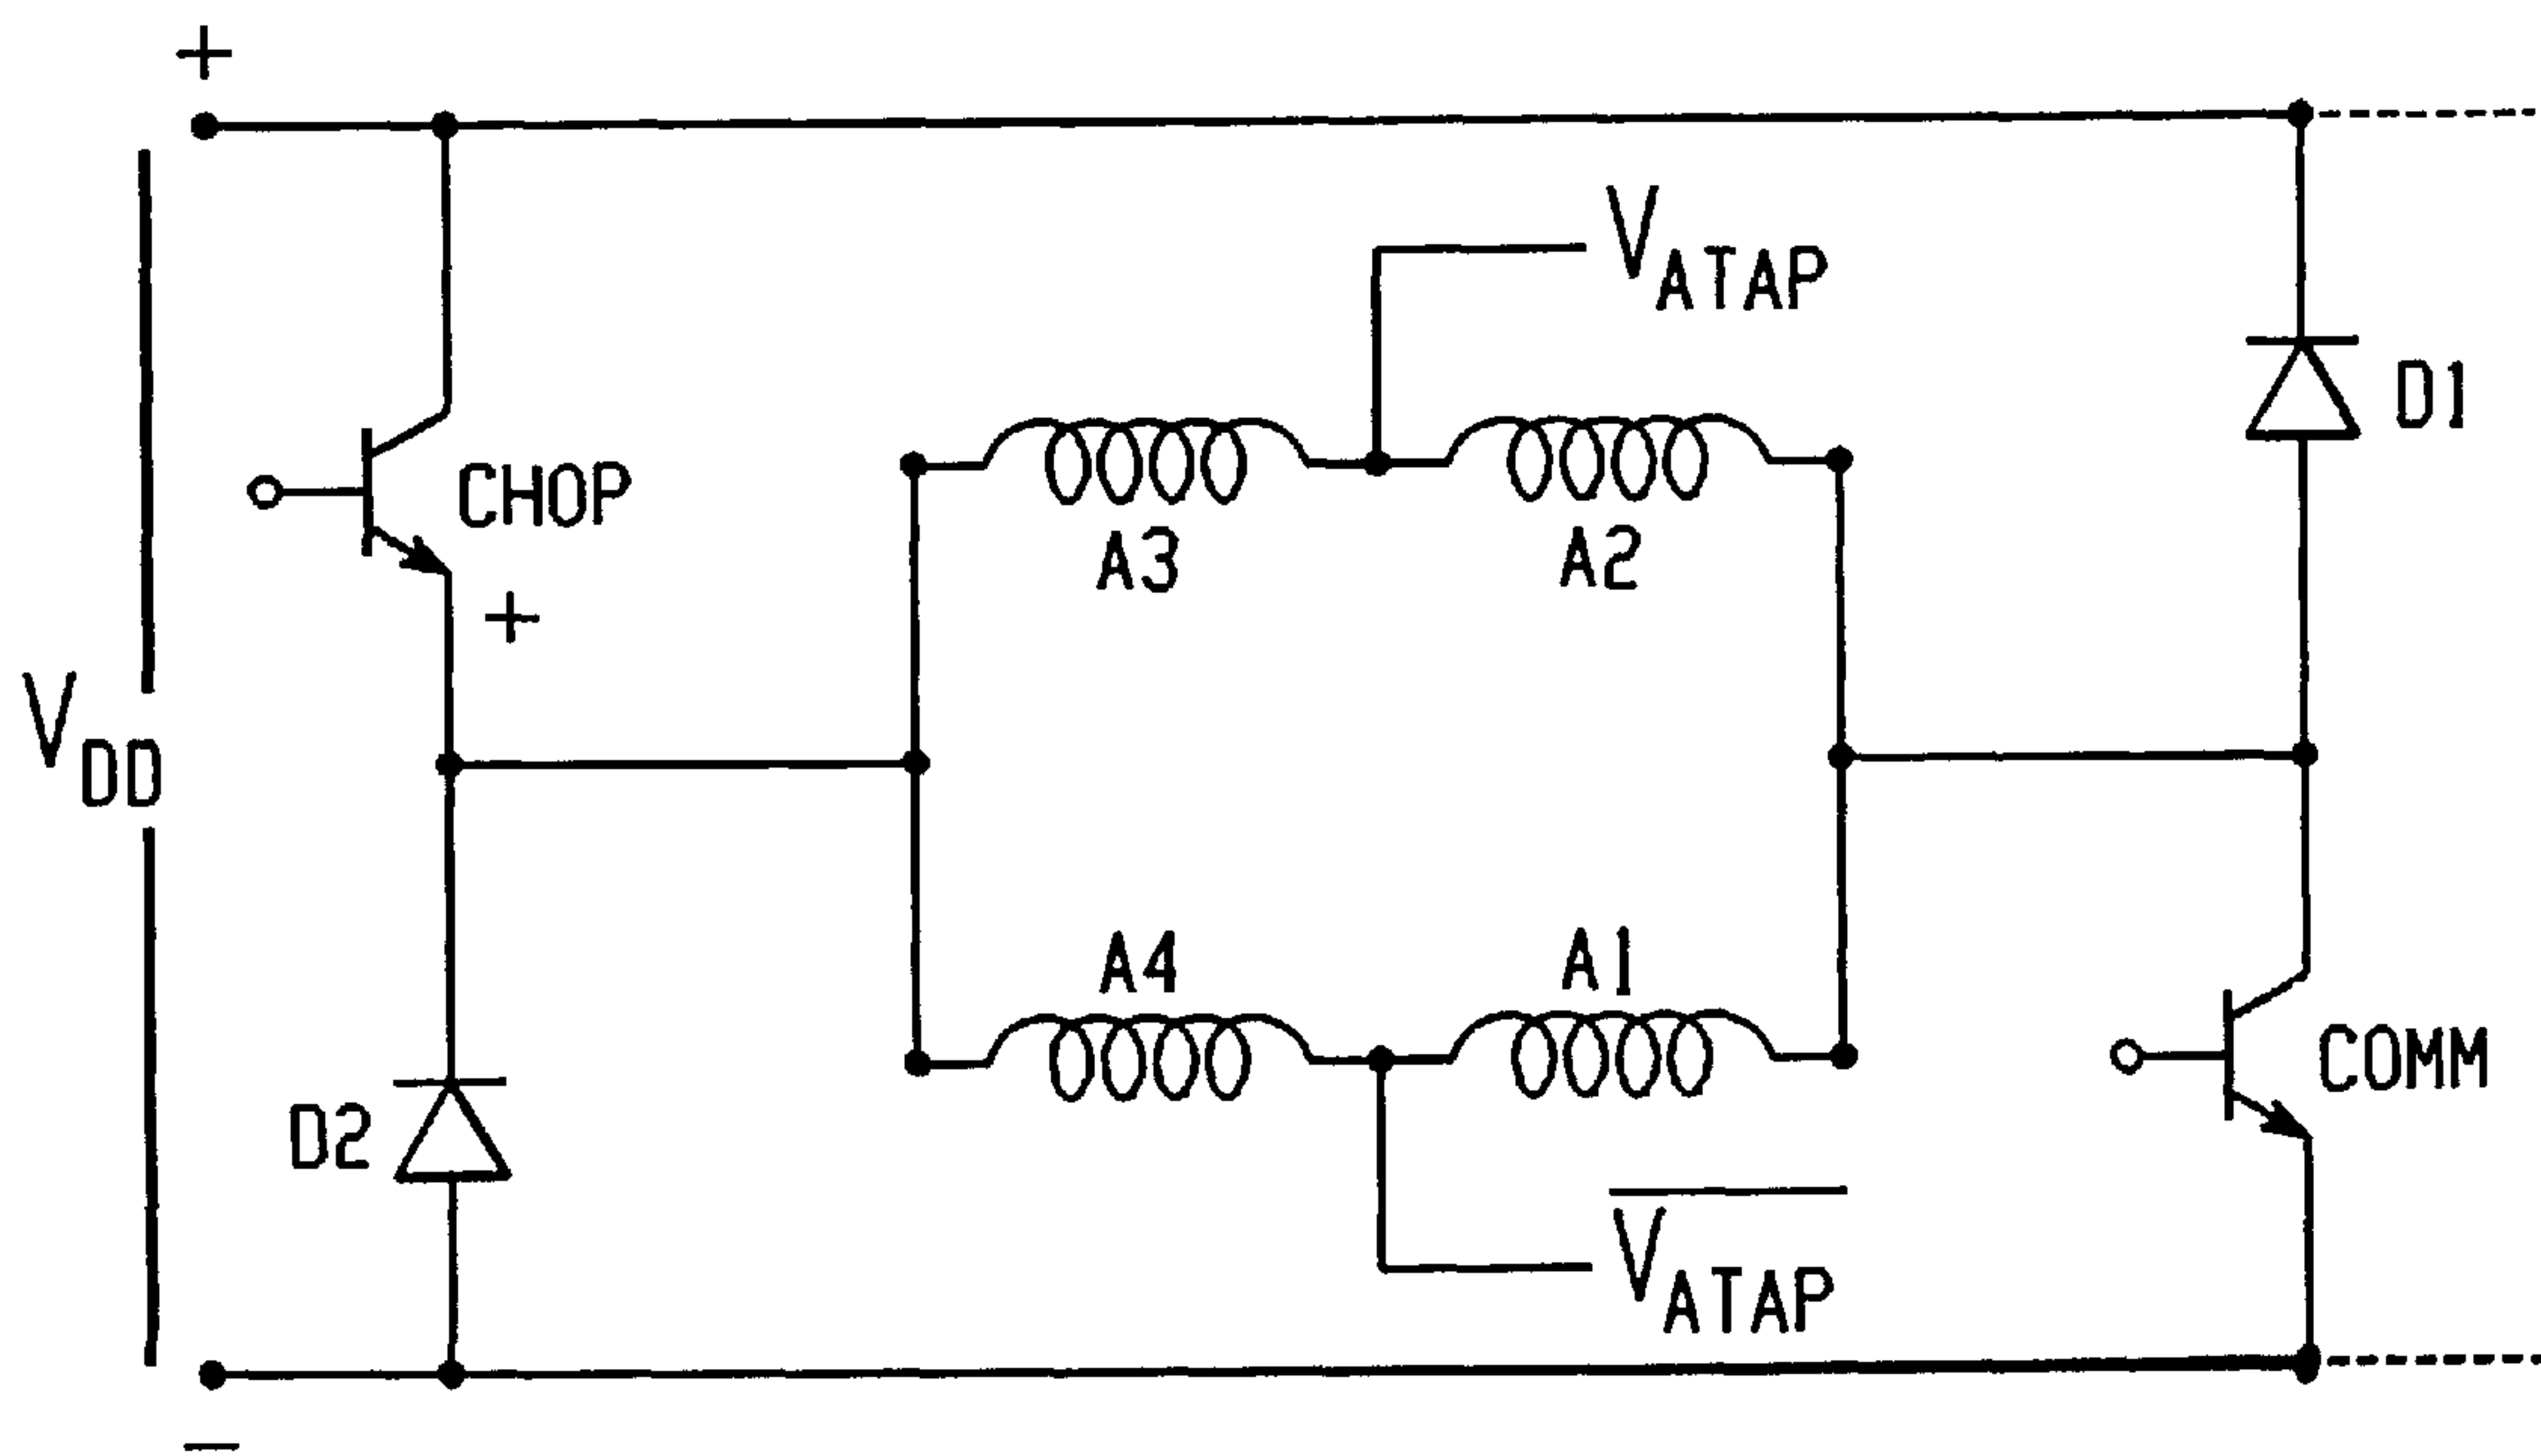 +
V_ATAP
D1
CHOP
A3
A2
+
V_DD
A4
A1
COMM
D2
V̅_ATAP
−